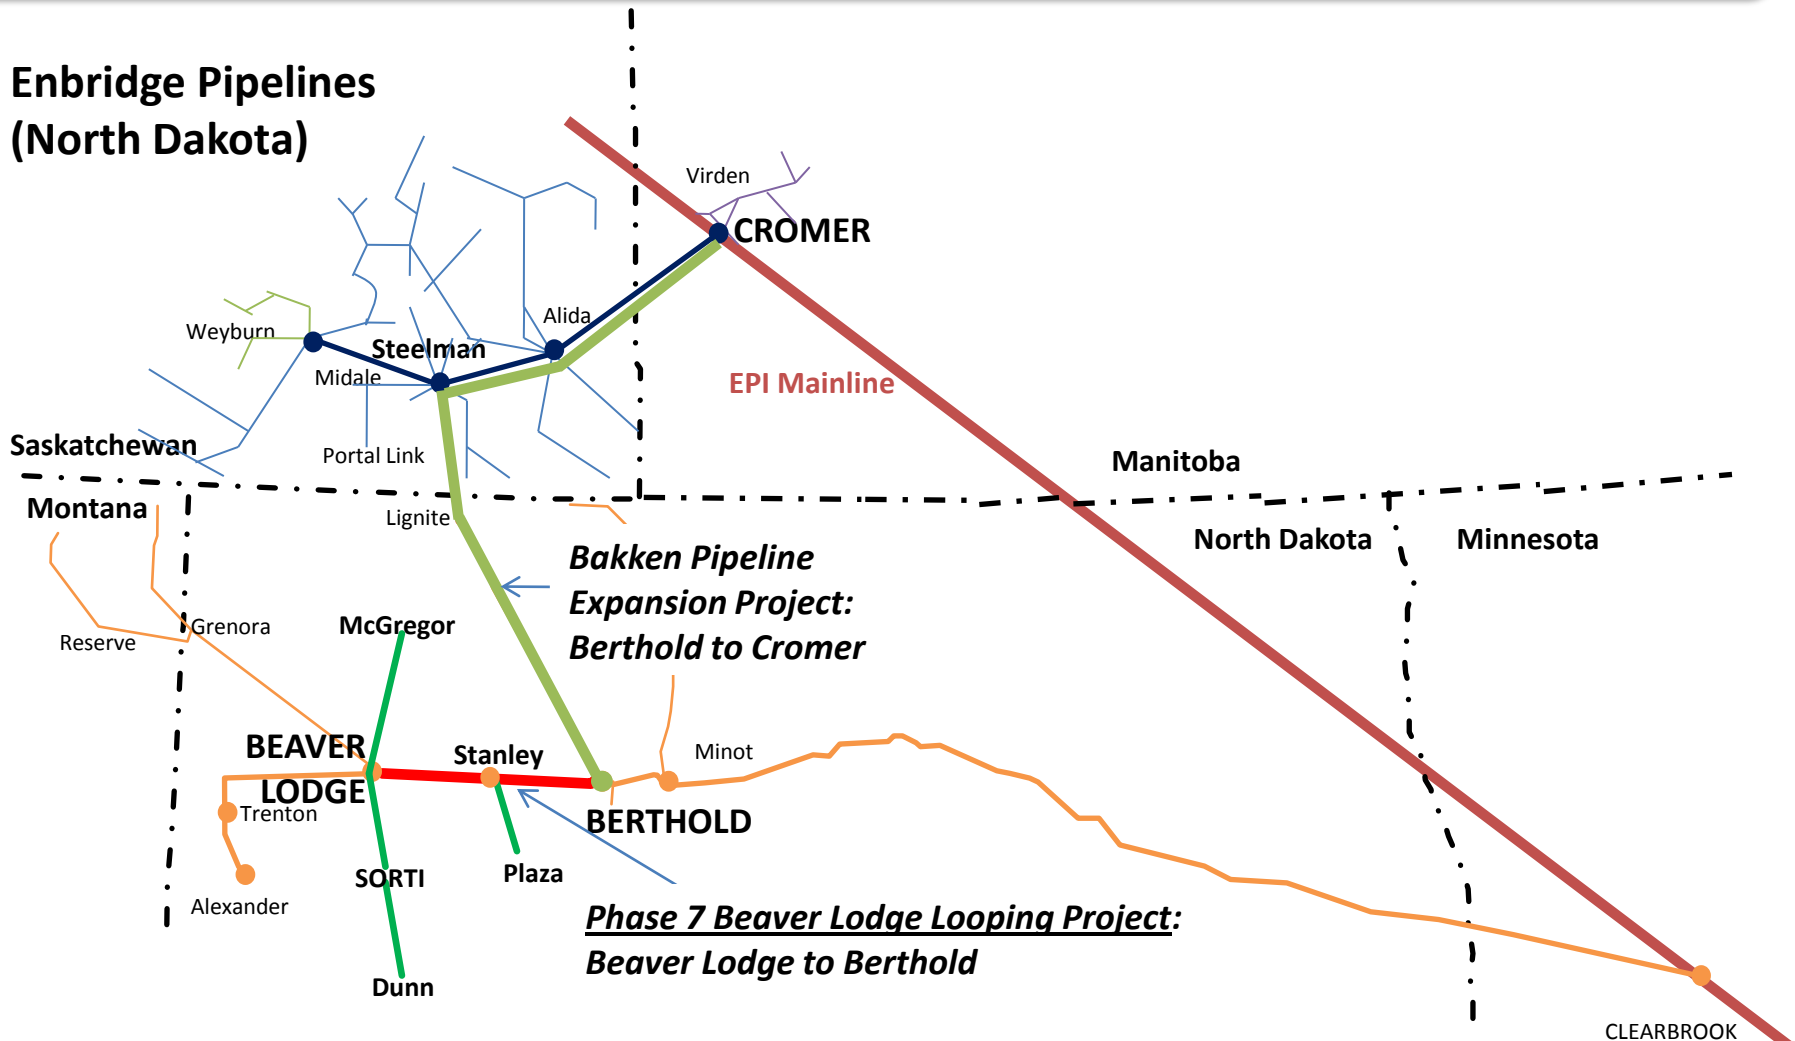 Enbridge Pipelines
(North Dakota)
Virden
CROMER
Alida
Weyburn
Steelman
Midale
EPI Mainline
Saskatchewan
Portal Link
Manitoba
Montana
Lignite
North Dakota
Minnesota
Bakken Pipeline
Expansion Project:
Berthold to Cromer
Grenora
McGregor
Reserve
BEAVER
LODGE
Stanley
Minot
Trenton
BERTHOLD
SORTI
Plaza
Alexander
Phase 7 Beaver Lodge Looping Project:
Beaver Lodge to Berthold
Dunn
CLEARBROOK